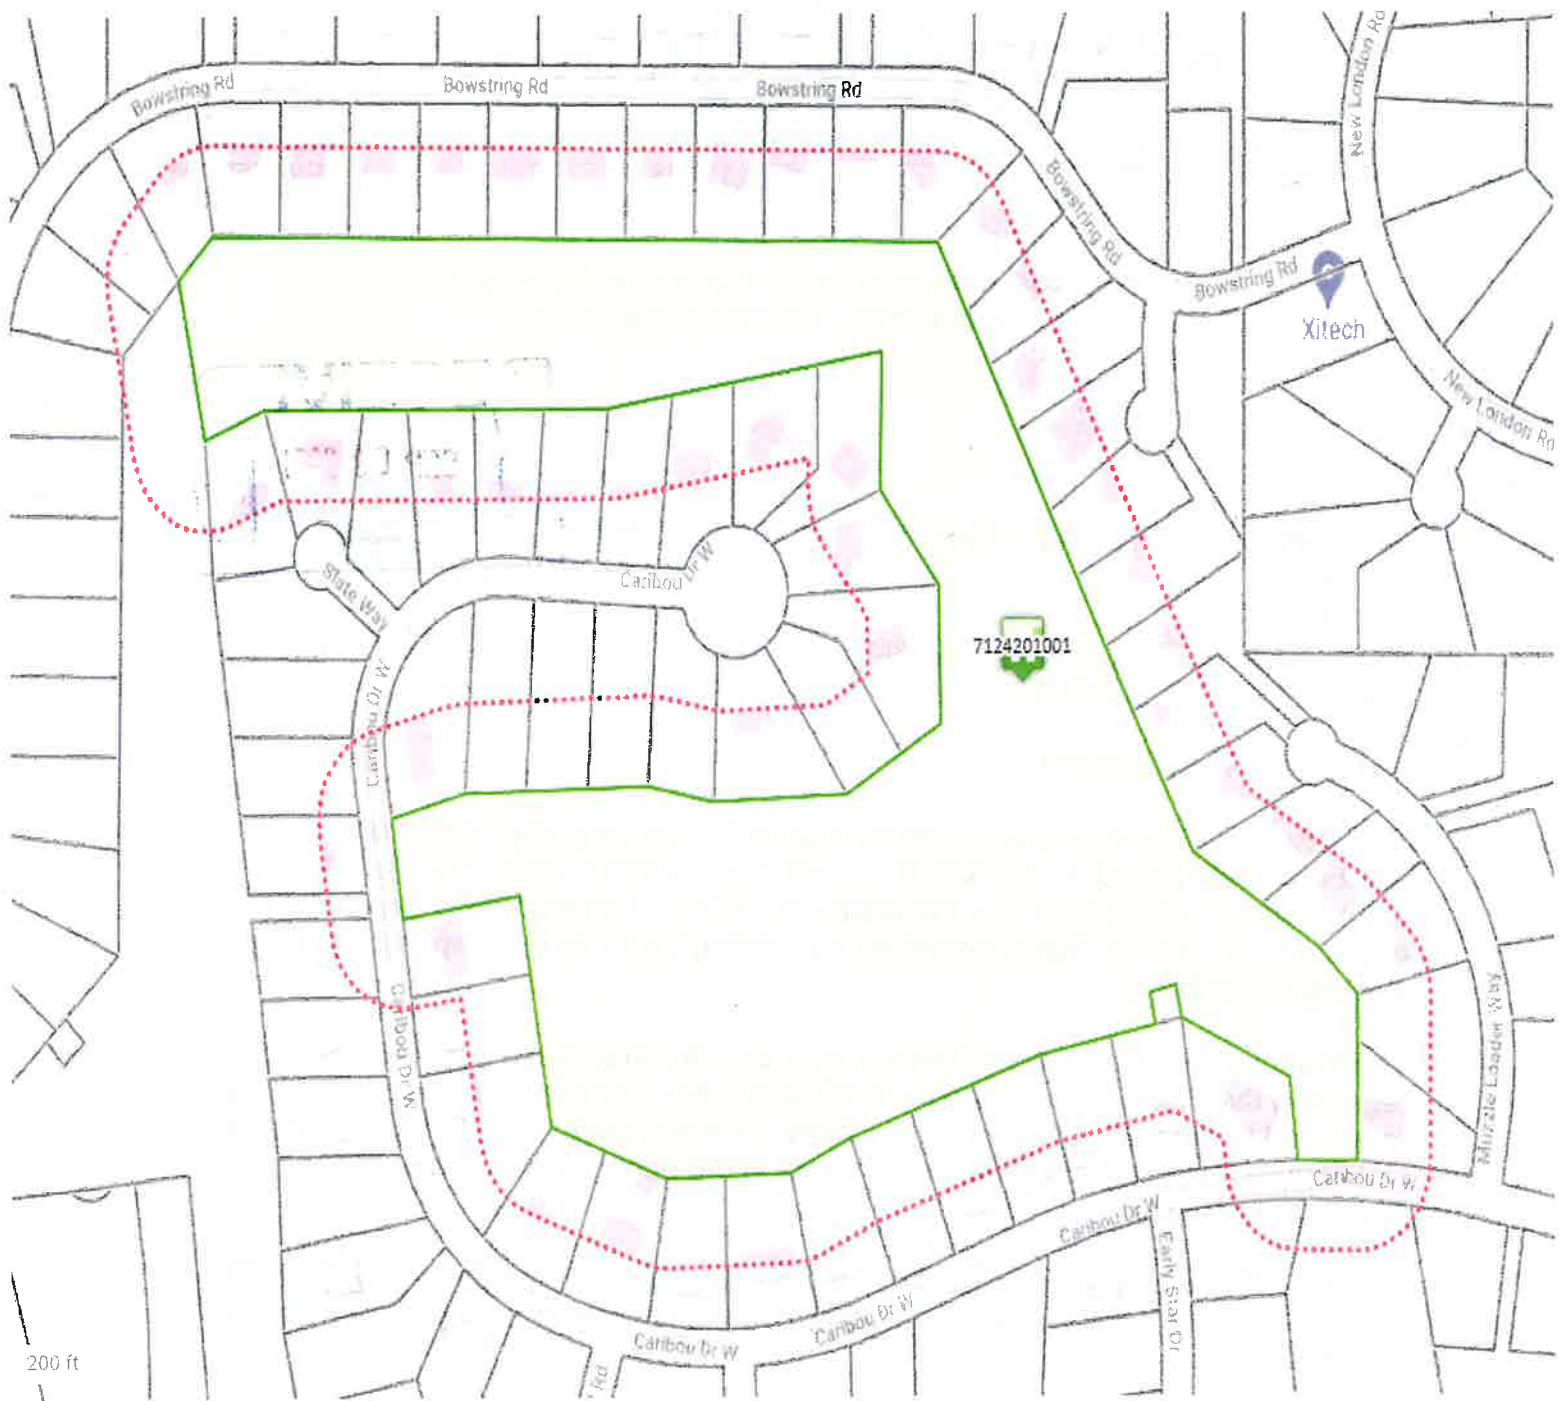 Bowstring Rd
Bowstring Rd
Bowstring Rd
New London Rd
Bowstring Rd
Bowstring Rd
Xitech
New London Rd
Caribou Dr W
Slate Way
7124201001
Caribou Dr W
Caribou Dr W
Muzzle Loader Way
Caribou Dr W
Caribou Dr W
Early Star Dr
Caribou Dr W
Caribou Dr W
200 ft
Rd